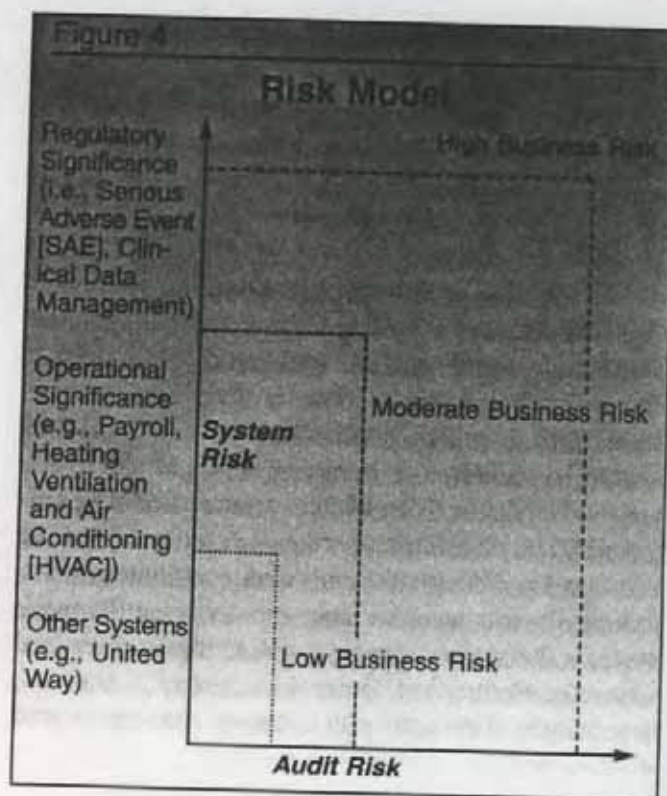 Figure 4
Risk Model
Regulatory
Significance
(i.e., Serious
Adverse Event
[SAE], Clin-
ical Data
Management)
High Business Risk
Operational
Significance
(e.g., Payroll,
Heating
Ventilation
and Air
Conditioning
[HVAC])
System
Risk
Moderate Business Risk
Other Systems
(e.g., United
Way)
Low Business Risk
Audit Risk